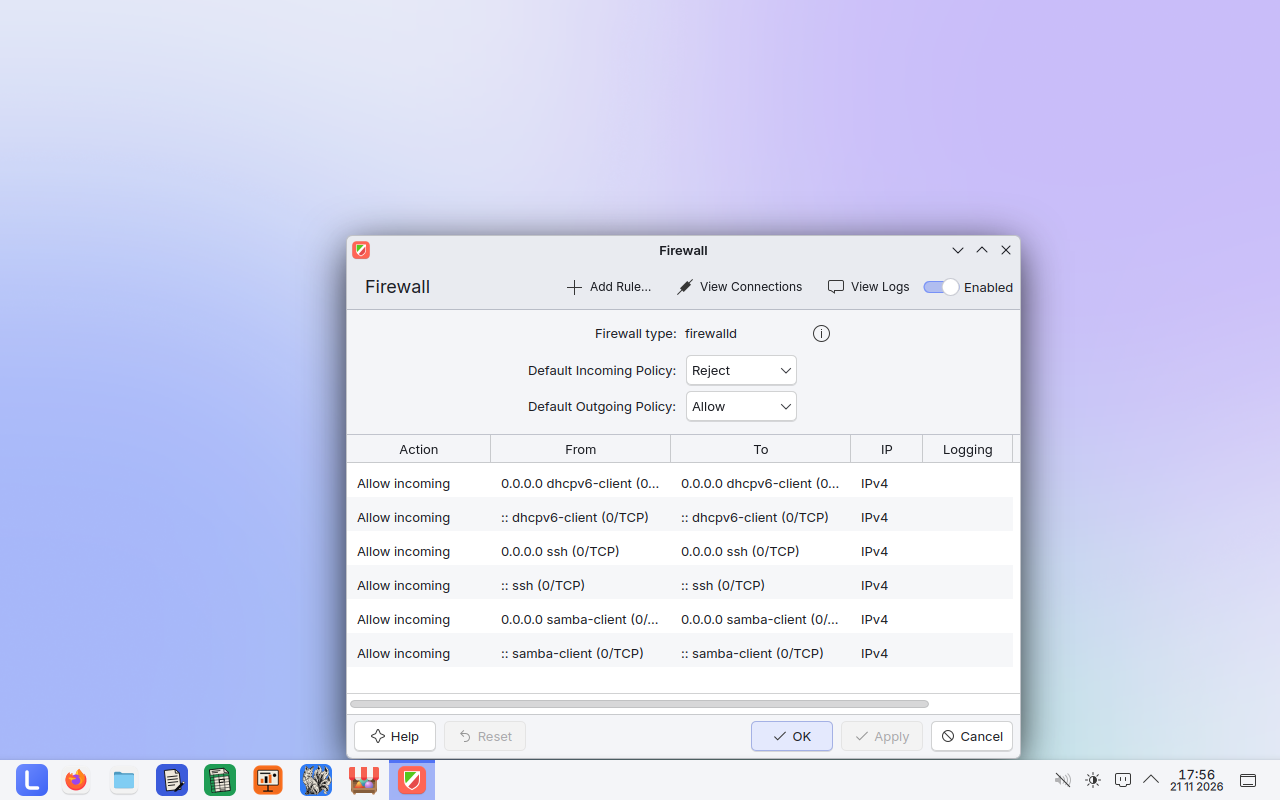 Firewall
Firewall
Add Rule...
View Connections
View Logs
Enabled
Firewall type: firewalld
Default Incoming Policy: Reject
Default Outgoing Policy: Allow
Action From To IP Logging
Allow incoming 0.0.0.0 dhcpv6-client (0... 0.0.0.0 dhcpv6-client (0... IPv4
Allow incoming :: dhcpv6-client (0/TCP) :: dhcpv6-client (0/TCP) IPv4
Allow incoming 0.0.0.0 ssh (0/TCP) 0.0.0.0 ssh (0/TCP) IPv4
Allow incoming :: ssh (0/TCP) :: ssh (0/TCP) IPv4
Allow incoming 0.0.0.0 samba-client (0/... 0.0.0.0 samba-client (0/... IPv4
Allow incoming :: samba-client (0/TCP) :: samba-client (0/TCP) IPv4
Help Reset OK Apply Cancel
17:56
21 11 2026